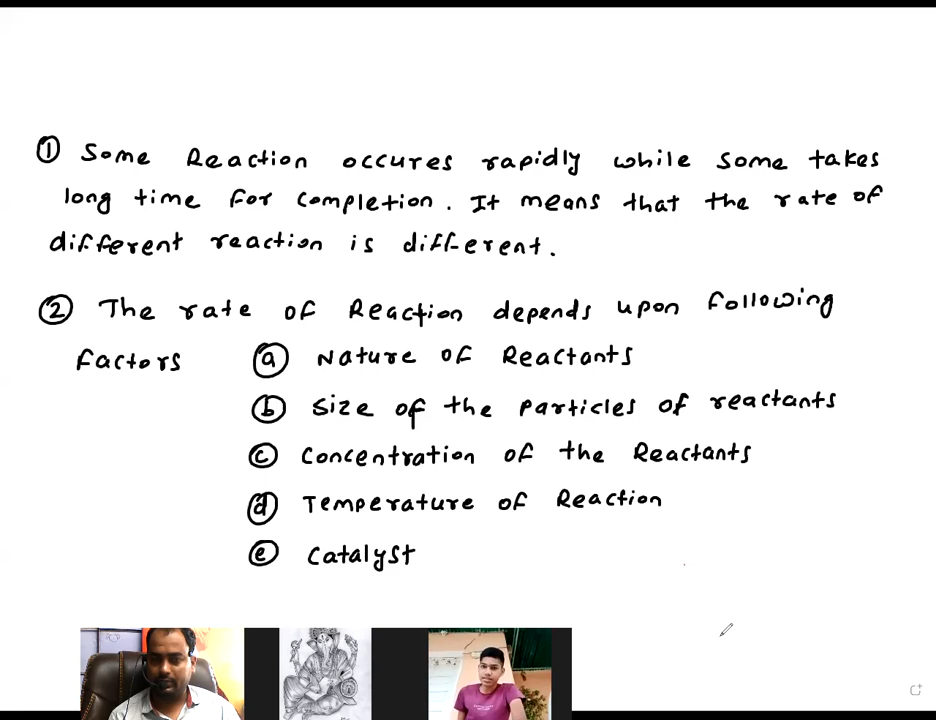 ① Some Reaction occures rapidly while some takes
long time for completion. It means that the rate of
different reaction is different.
② The rate of Reaction depends upon following
factors ⓐ Nature of Reactants
ⓑ Size of the particles of reactants
ⓒ Concentration of the Reactants
ⓓ Temperature of Reaction
ⓔ Catalyst